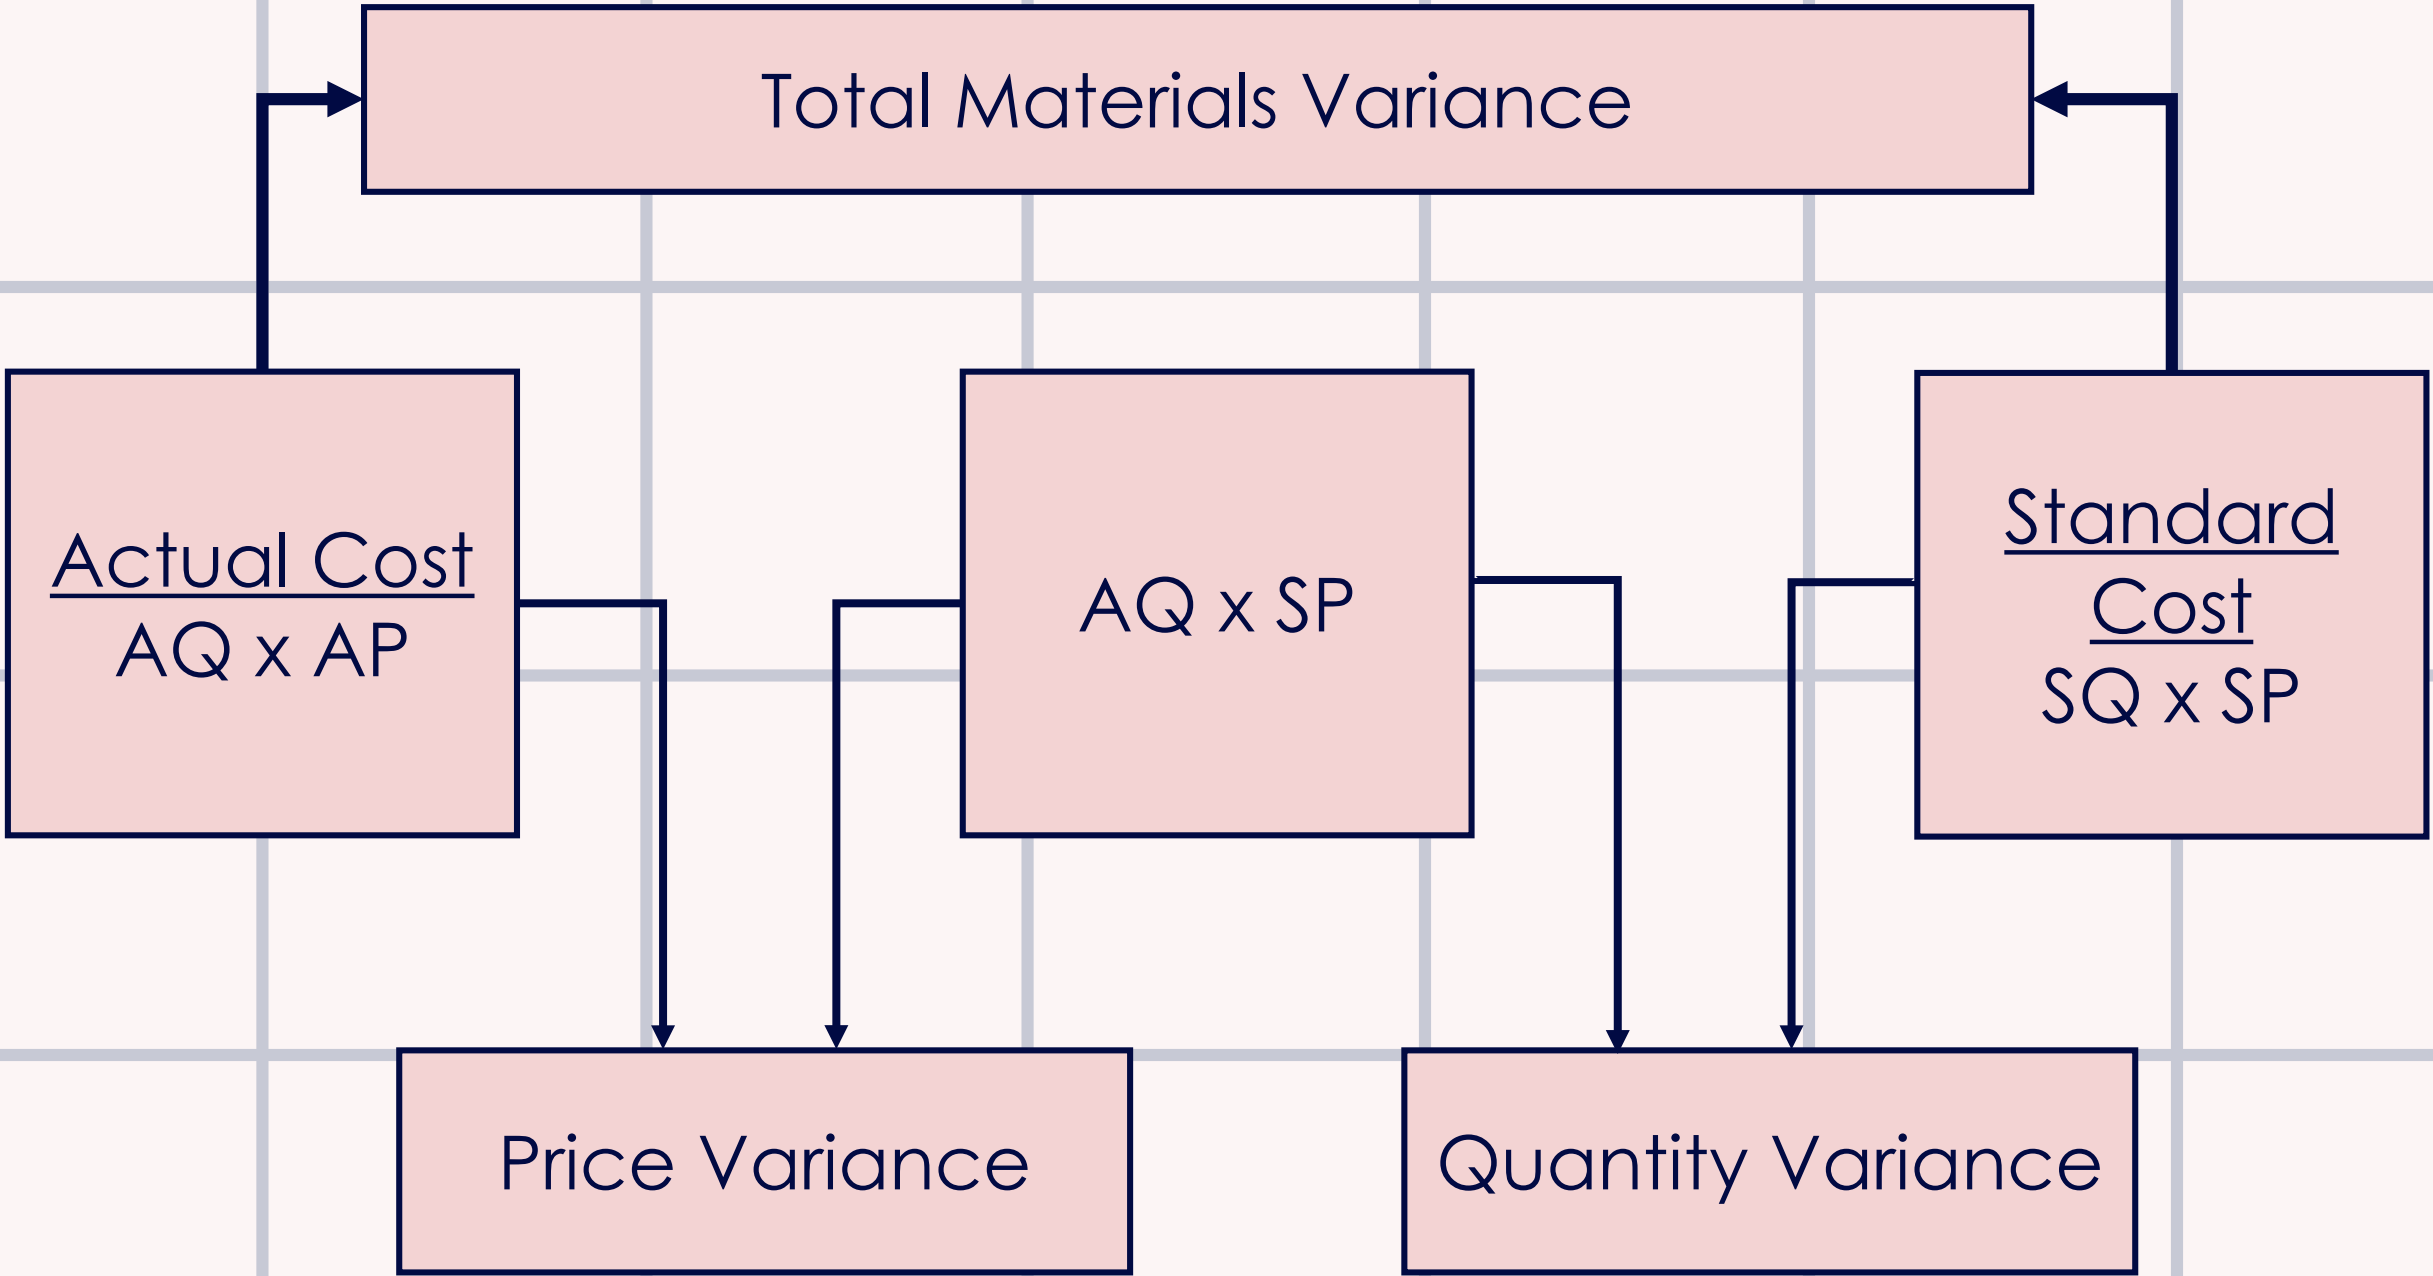 Total Materials Variance
Actual Cost
AQ x AP
AQ x SP
Standard
Cost
SQ x SP
Price Variance
Quantity Variance